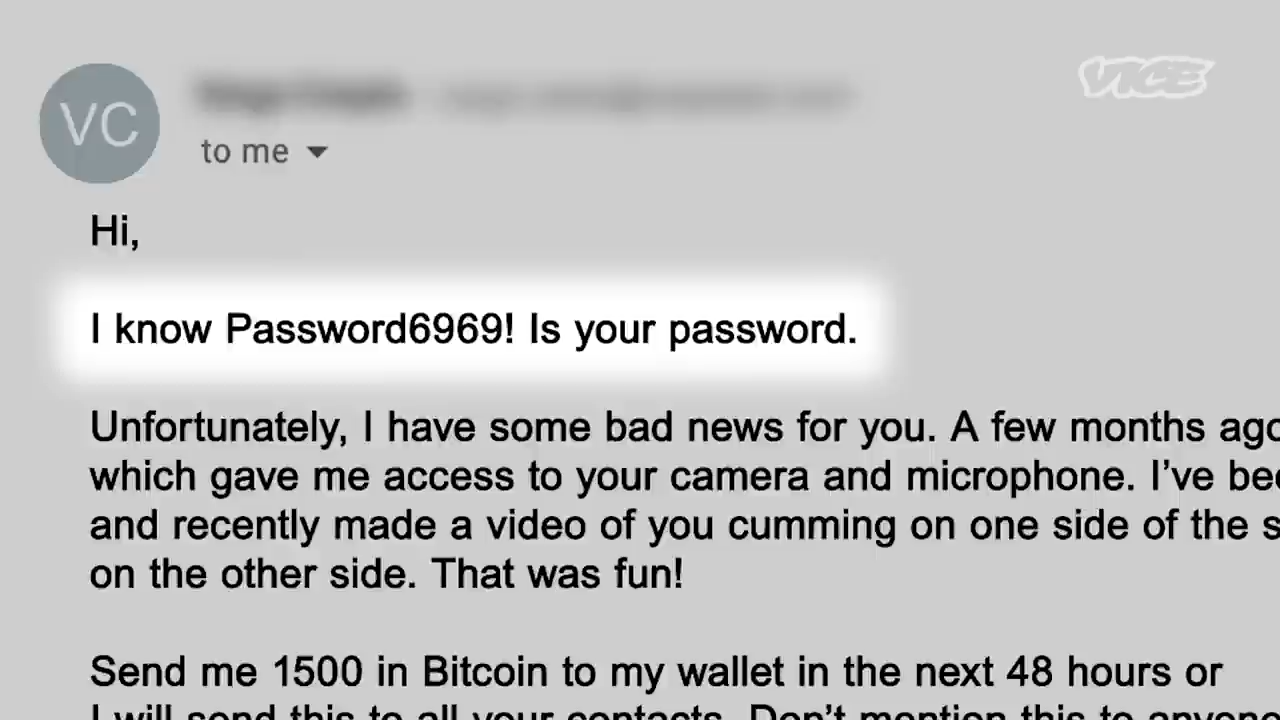 VICE
VC
to me
Hi,
I know Password6969! Is your password.
Unfortunately, I have some bad news for you. A few months ago
which gave me access to your camera and microphone. I've
and recently made a video of you cumming on one side of the
on the other side. That was fun!
Send me 1500 in Bitcoin to my wallet in the next 48 hours or
I will send this to all your contacts. Don't mention this to anyone